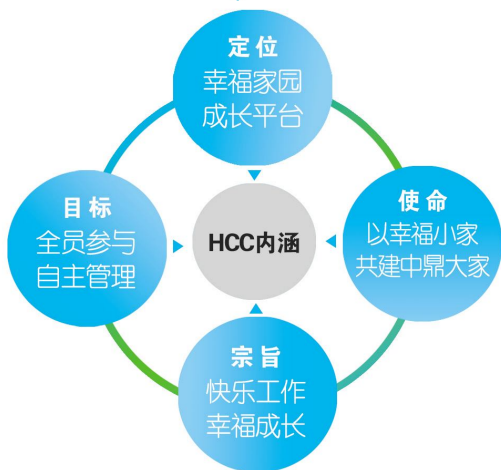 定位
幸福家园
成长平台
目标
全员参与
自主管理
HCC内涵
使命
以幸福小家
共建中鼎大家
宗旨
快乐工作
幸福成长